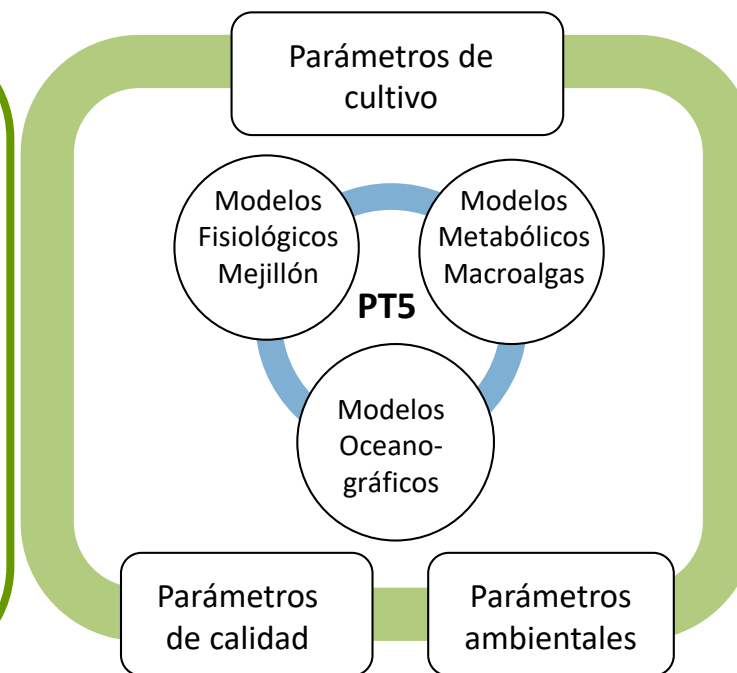 Parámetros de
cultivo
Modelos
Fisiológicos
Mejillón
Modelos
Metabólicos
Macroalgas
PT5
Modelos
Oceano-
gráficos
Parámetros
de calidad
Parámetros
ambientales